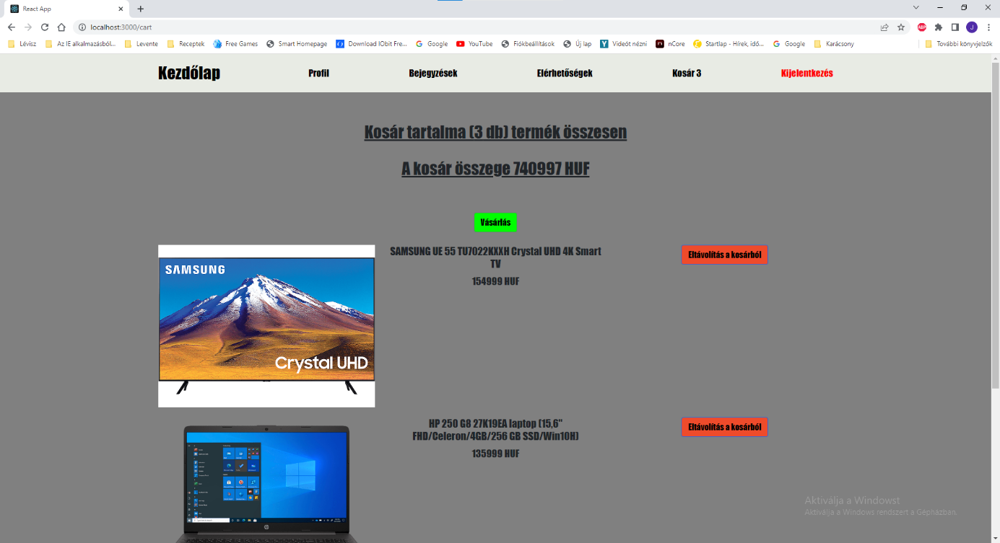 React App
localhost:3000/cart
ABP
J
Lévisz
Az IE alkalmazásból...
Levente
Receptek
Free Games
Smart Homepage
Download IObit Fre...
Google
YouTube
Fiókbeállítások
Új lap
Videót nézni
nCore
Startlap - Hírek, idő...
Google
Karácsony
További könyvjelzők
Kezdőlap
Profil
Bejegyzések
Elérhetőségek
Kosár 3
Kijelentkezés
Kosár tartalma (3 db) termék összesen
A kosár összege 740997 HUF
Vásárlás
SAMSUNG
Crystal UHD
SAMSUNG UE 55 TU7022KXXH Crystal UHD 4K Smart
TV
154999 HUF
Eltávolítás a kosárból
HP 250 G8 27K19EA laptop (15,6"
FHD/Celeron/4GB/256 GB SSD/Win10H)
135999 HUF
Eltávolítás a kosárból
hp
Aktiválja a Windowst
Aktiválja a Windows rendszert a Gépházban.